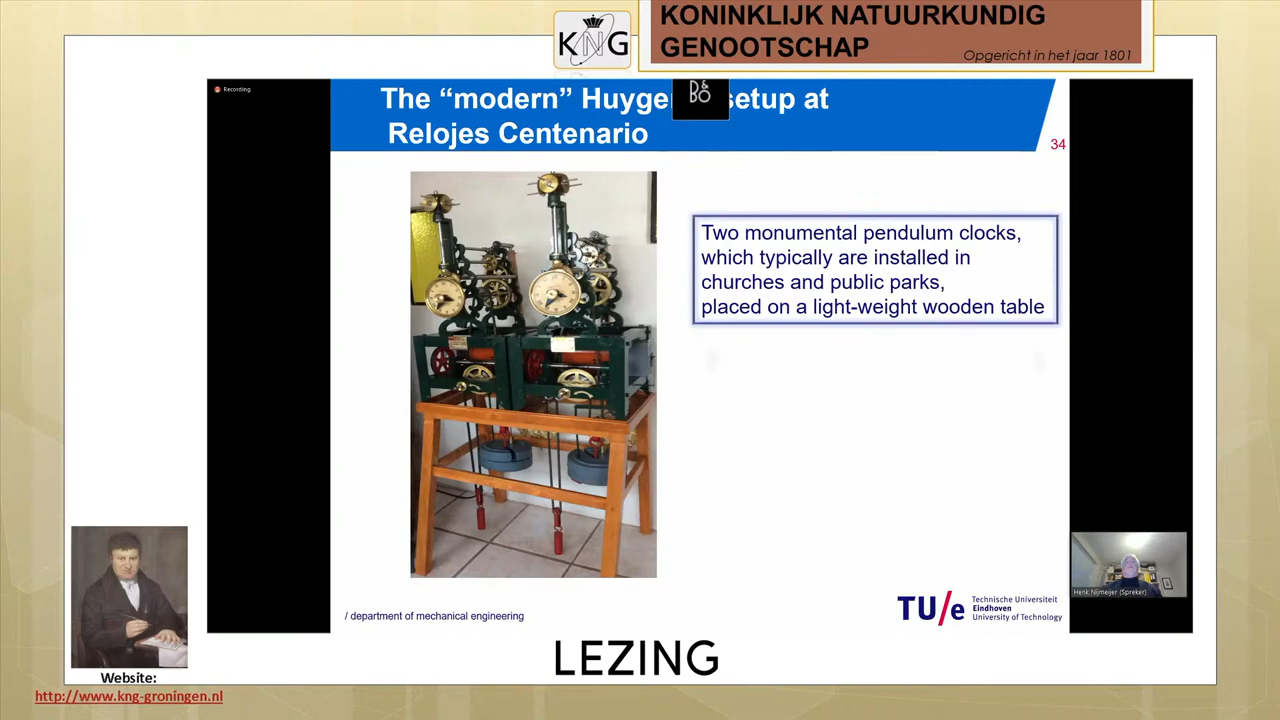 KONINKLIJK NATUURKUNDIG
GENOOTSCHAP
Opgericht in het jaar 1801
KNG
Recording
The “modern” Huyge setup at
Relojes Centenario
B&O
34
Two monumental pendulum clocks,
which typically are installed in
churches and public parks,
placed on a light-weight wooden table
/ department of mechanical engineering
TU/e
Technische Universiteit
Eindhoven
University of Technology
Henk Nijmeijer (Spreker)
LEZING
Website:
http://www.kng-groningen.nl